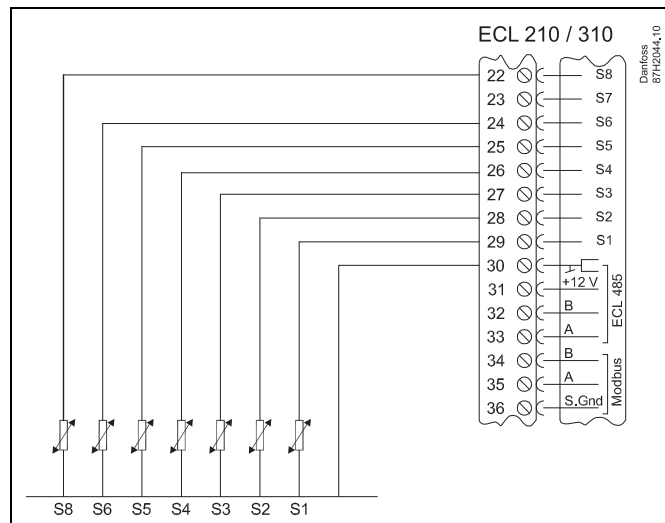 ECL 210 / 310
Danfoss
87H2044.10
22 S8
23 S7
24 S6
25 S5
26 S4
27 S3
28 S2
29 S1
30
31 +12 V
32 B
33 A
34 B
35 A
36 S.Gnd
ECL 485
Modbus
S8 S6 S5 S4 S3 S2 S1